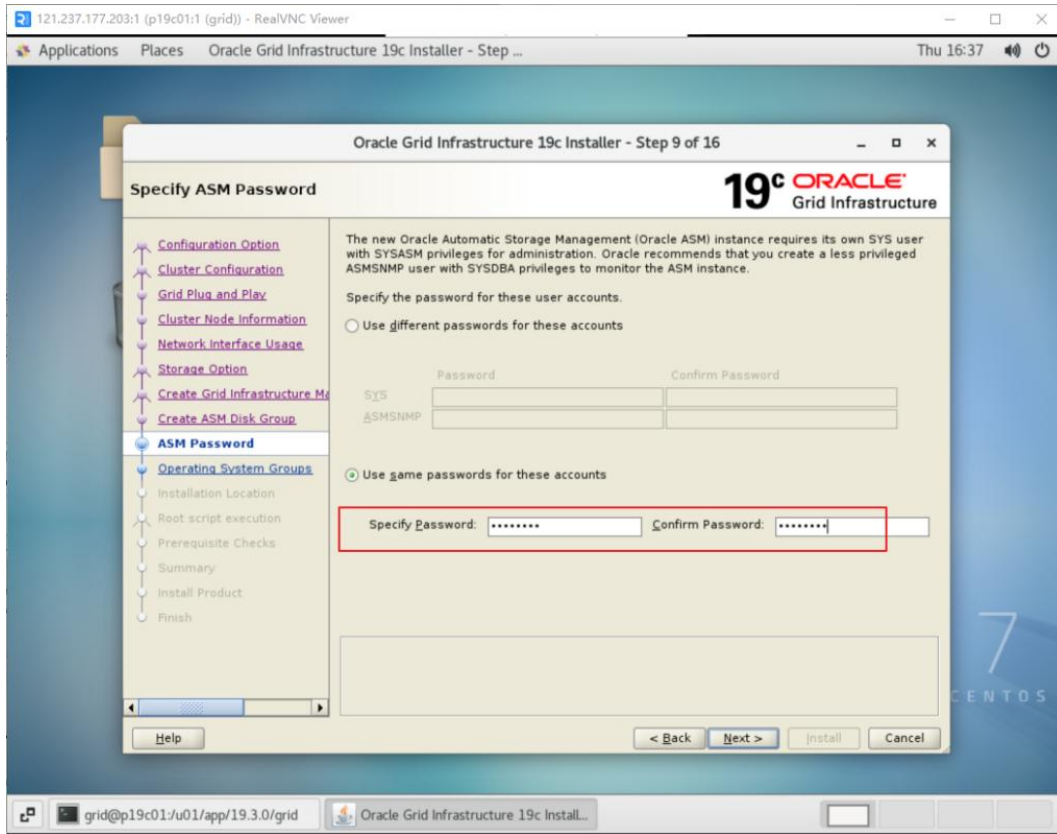 121.237.177.203:1 (p19c01:1 (grid)) - RealVNC Viewer
Applications Places Oracle Grid Infrastructure 19c Installer - Step ... Thu 16:37
Oracle Grid Infrastructure 19c Installer - Step 9 of 16
Specify ASM Password
19c ORACLE
Grid Infrastructure
Configuration Option
Cluster Configuration
Grid Plug and Play
Cluster Node Information
Network Interface Usage
Storage Option
Create Grid Infrastructure Ma
Create ASM Disk Group
ASM Password
Operating System Groups
Installation Location
Root script execution
Prerequisite Checks
Summary
Install Product
Finish
The new Oracle Automatic Storage Management (Oracle ASM) instance requires its own SYS user
with SYSASM privileges for administration. Oracle recommends that you create a less privileged
ASMSNMP user with SYSDBA privileges to monitor the ASM instance.
Specify the password for these user accounts.
Use different passwords for these accounts
Password Confirm Password
SYS
ASMSNMP
Use same passwords for these accounts
Specify Password: •••••••• Confirm Password: ••••••••
Help < Back Next > Install Cancel
7
CENTOS
grid@p19c01:/u01/app/19.3.0/grid Oracle Grid Infrastructure 19c Install...